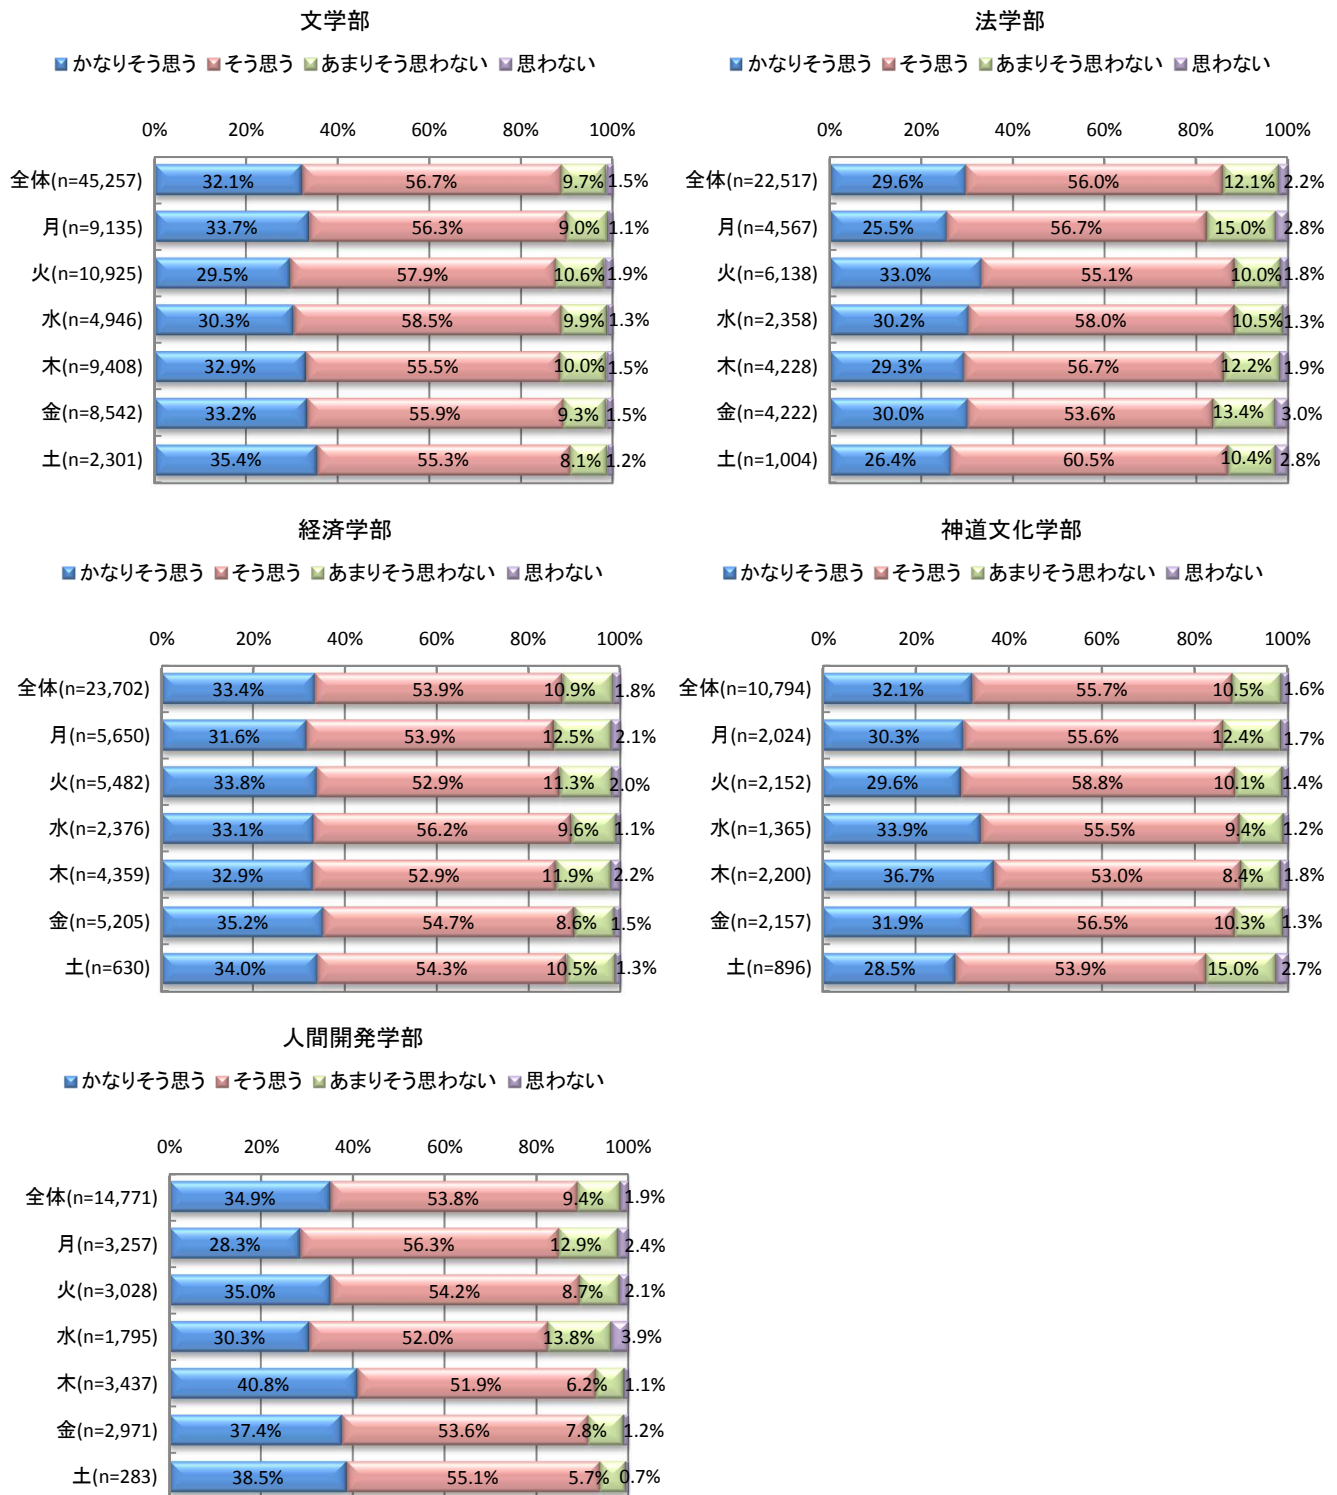 文学部
かなりそう思う そう思う あまりそう思わない 思わない
0% 20% 40% 60% 80% 100%
全体(n=45,257) 32.1% 56.7% 9.7% 1.5%
月(n=9,135) 33.7% 56.3% 9.0% 1.1%
火(n=10,925) 29.5% 57.9% 10.6% 1.9%
水(n=4,946) 30.3% 58.5% 9.9% 1.3%
木(n=9,408) 32.9% 55.5% 10.0% 1.5%
金(n=8,542) 33.2% 55.9% 9.3% 1.5%
土(n=2,301) 35.4% 55.3% 8.1% 1.2%
法学部
かなりそう思う そう思う あまりそう思わない 思わない
0% 20% 40% 60% 80% 100%
全体(n=22,517) 29.6% 56.0% 12.1% 2.2%
月(n=4,567) 25.5% 56.7% 15.0% 2.8%
火(n=6,138) 33.0% 55.1% 10.0% 1.8%
水(n=2,358) 30.2% 58.0% 10.5% 1.3%
木(n=4,228) 29.3% 56.7% 12.2% 1.9%
金(n=4,222) 30.0% 53.6% 13.4% 3.0%
土(n=1,004) 26.4% 60.5% 10.4% 2.8%
経済学部
かなりそう思う そう思う あまりそう思わない 思わない
0% 20% 40% 60% 80% 100%
全体(n=23,702) 33.4% 53.9% 10.9% 1.8%
月(n=5,650) 31.6% 53.9% 12.5% 2.1%
火(n=5,482) 33.8% 52.9% 11.3% 2.0%
水(n=2,376) 33.1% 56.2% 9.6% 1.1%
木(n=4,359) 32.9% 52.9% 11.9% 2.2%
金(n=5,205) 35.2% 54.7% 8.6% 1.5%
土(n=630) 34.0% 54.3% 10.5% 1.3%
神道文化学部
かなりそう思う そう思う あまりそう思わない 思わない
0% 20% 40% 60% 80% 100%
全体(n=10,794) 32.1% 55.7% 10.5% 1.6%
月(n=2,024) 30.3% 55.6% 12.4% 1.7%
火(n=2,152) 29.6% 58.8% 10.1% 1.4%
水(n=1,365) 33.9% 55.5% 9.4% 1.2%
木(n=2,200) 36.7% 53.0% 8.4% 1.8%
金(n=2,157) 31.9% 56.5% 10.3% 1.3%
土(n=896) 28.5% 53.9% 15.0% 2.7%
人間開発学部
かなりそう思う そう思う あまりそう思わない 思わない
0% 20% 40% 60% 80% 100%
全体(n=14,771) 34.9% 53.8% 9.4% 1.9%
月(n=3,257) 28.3% 56.3% 12.9% 2.4%
火(n=3,028) 35.0% 54.2% 8.7% 2.1%
水(n=1,795) 30.3% 52.0% 13.8% 3.9%
木(n=3,437) 40.8% 51.9% 6.2% 1.1%
金(n=2,971) 37.4% 53.6% 7.8% 1.2%
土(n=283) 38.5% 55.1% 5.7% 0.7%